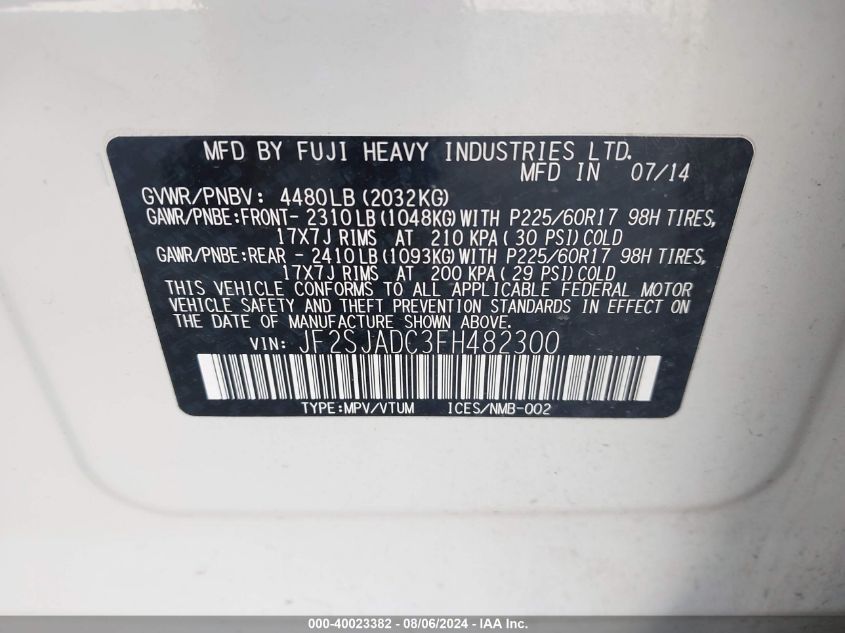 MFD BY FUJI HEAVY INDUSTRIES LTD.
MFD IN 07/14
GVWR/PNBV: 4480LB (2032KG)
GAWR/PNBE:FRONT- 2310LB (1048KG) WITH P225/60R17 98H TIRES,
17X7J RIMS AT 210 KPA ( 30 PSI) COLD
GAWR/PNBE:REAR - 2410LB (1093KG) WITH P225/60R17 98H TIRES,
17X7J RIMS AT 200 KPA ( 29 PSI) COLD
THIS VEHICLE CONFORMS TO ALL APPLICABLE FEDERAL MOTOR
VEHICLE SAFETY AND THEFT PREVENTION STANDARDS IN EFFECT ON
THE DATE OF MANUFACTURE SHOWN ABOVE.
VIN: JF2SJADC3FH482300
TYPE:MPV/VTUM ICES/NMB-002
000-40023382 - 08/06/2024 - IAA Inc.